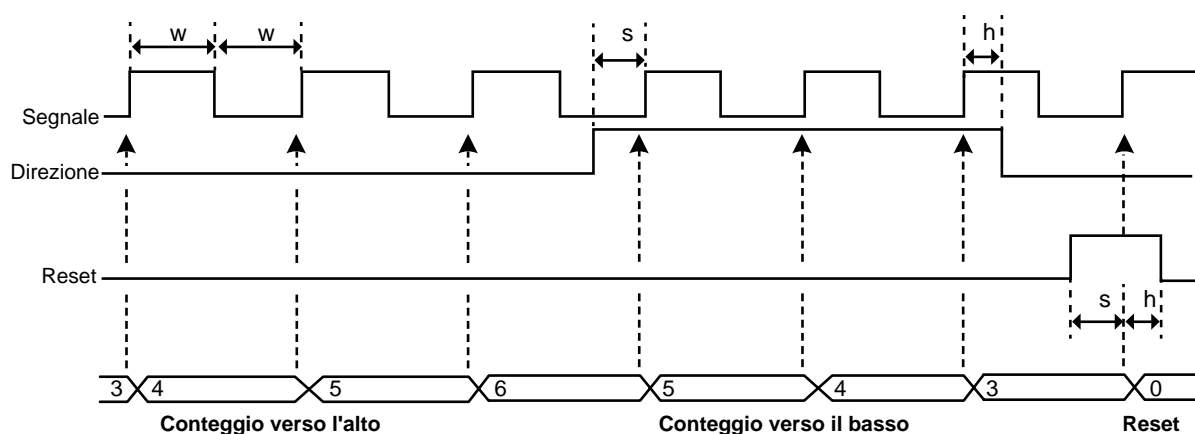 w w s h
Segnale
Direzione
Reset
s h
3 4 5 6 5 4 3 0
Conteggio verso l'alto Conteggio verso il basso Reset